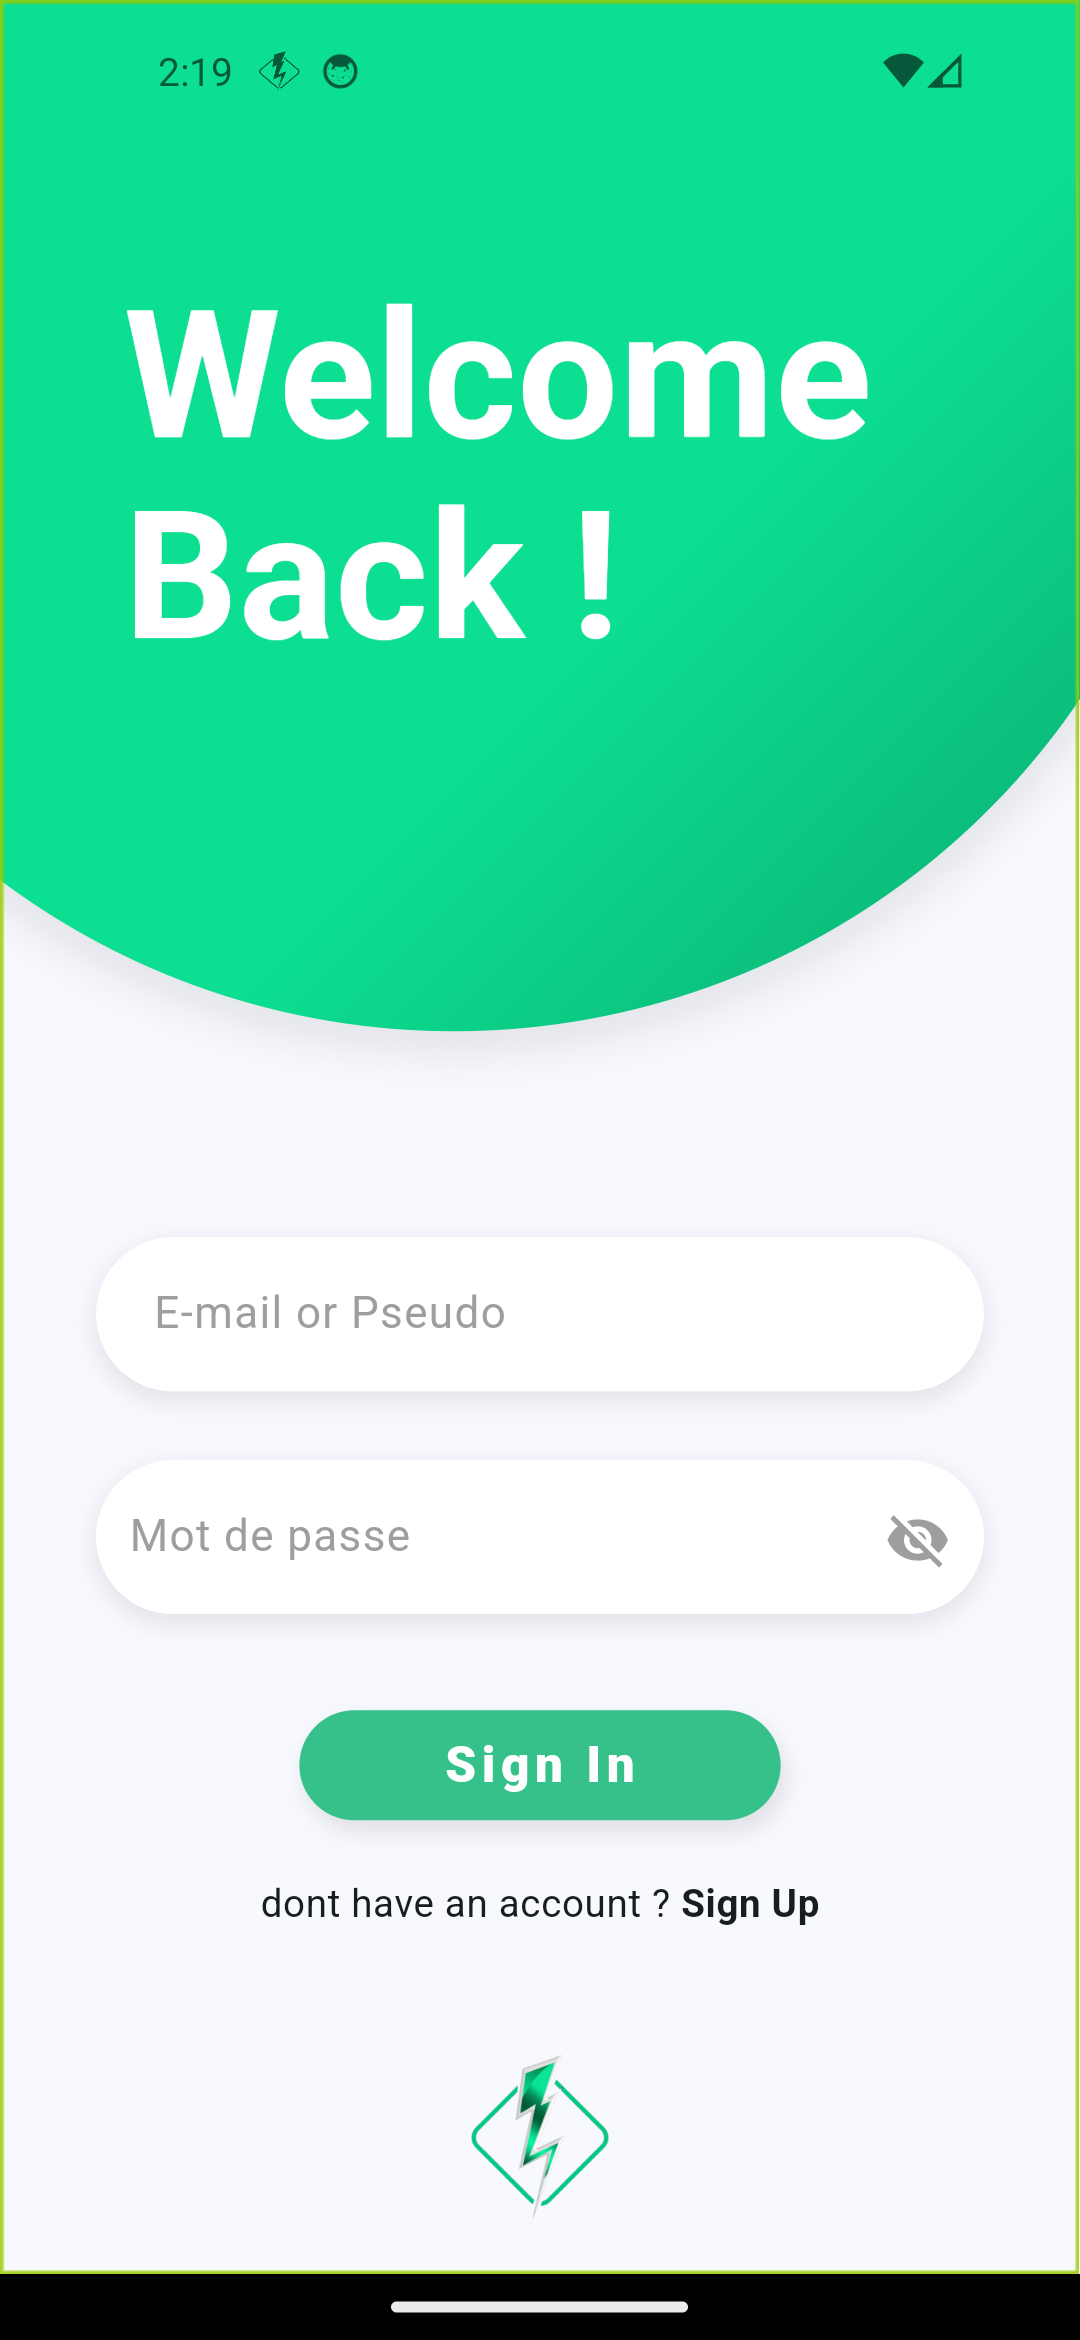 2:19
Welcome
Back !
E-mail or Pseudo
Mot de passe
Sign In
dont have an account ? Sign Up